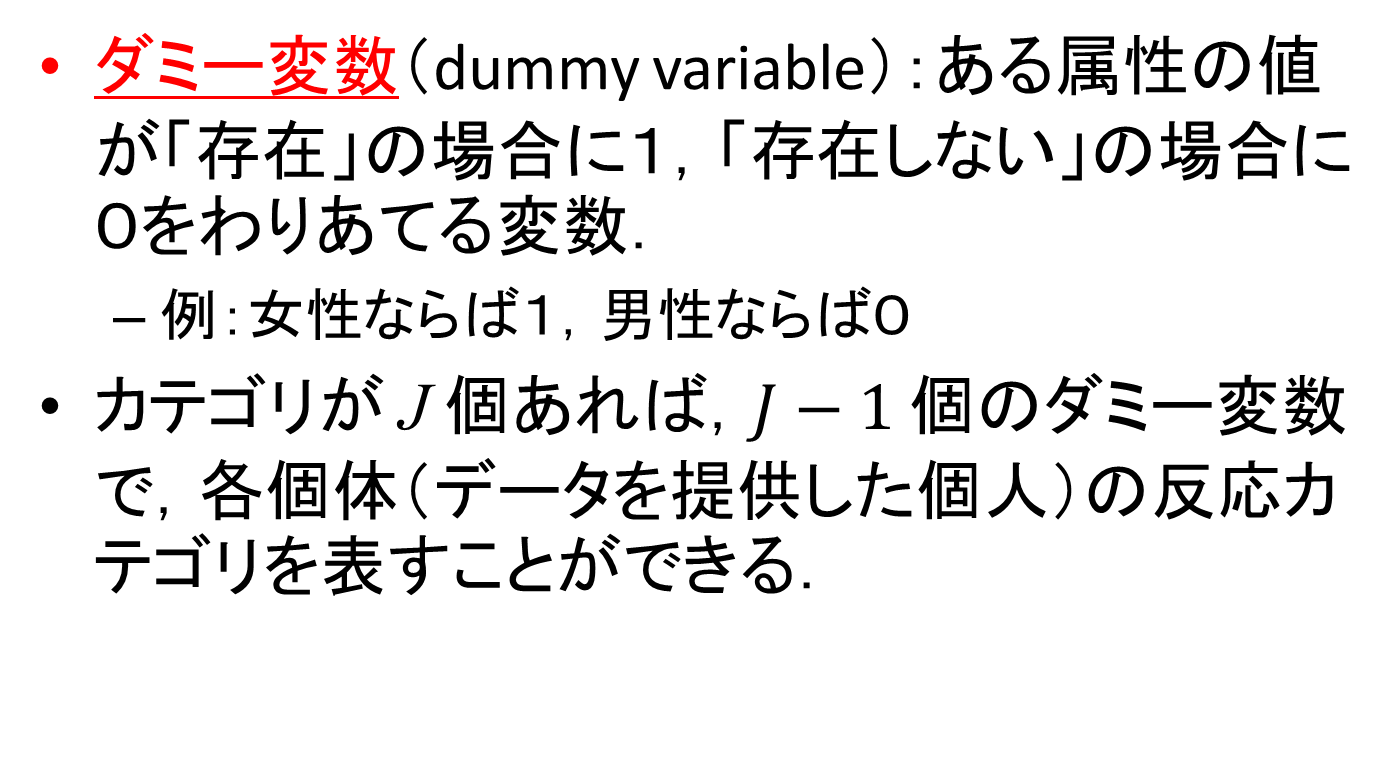 • ダミー変数（dummy variable）：ある属性の値
が「存在」の場合に１，「存在しない」の場合に
０をわりあてる変数．
– 例：女性ならば１，男性ならば０
• カテゴリが J 個あれば，J − 1 個のダミー変数
で，各個体（データを提供した個人）の反応カ
テゴリを表すことができる．